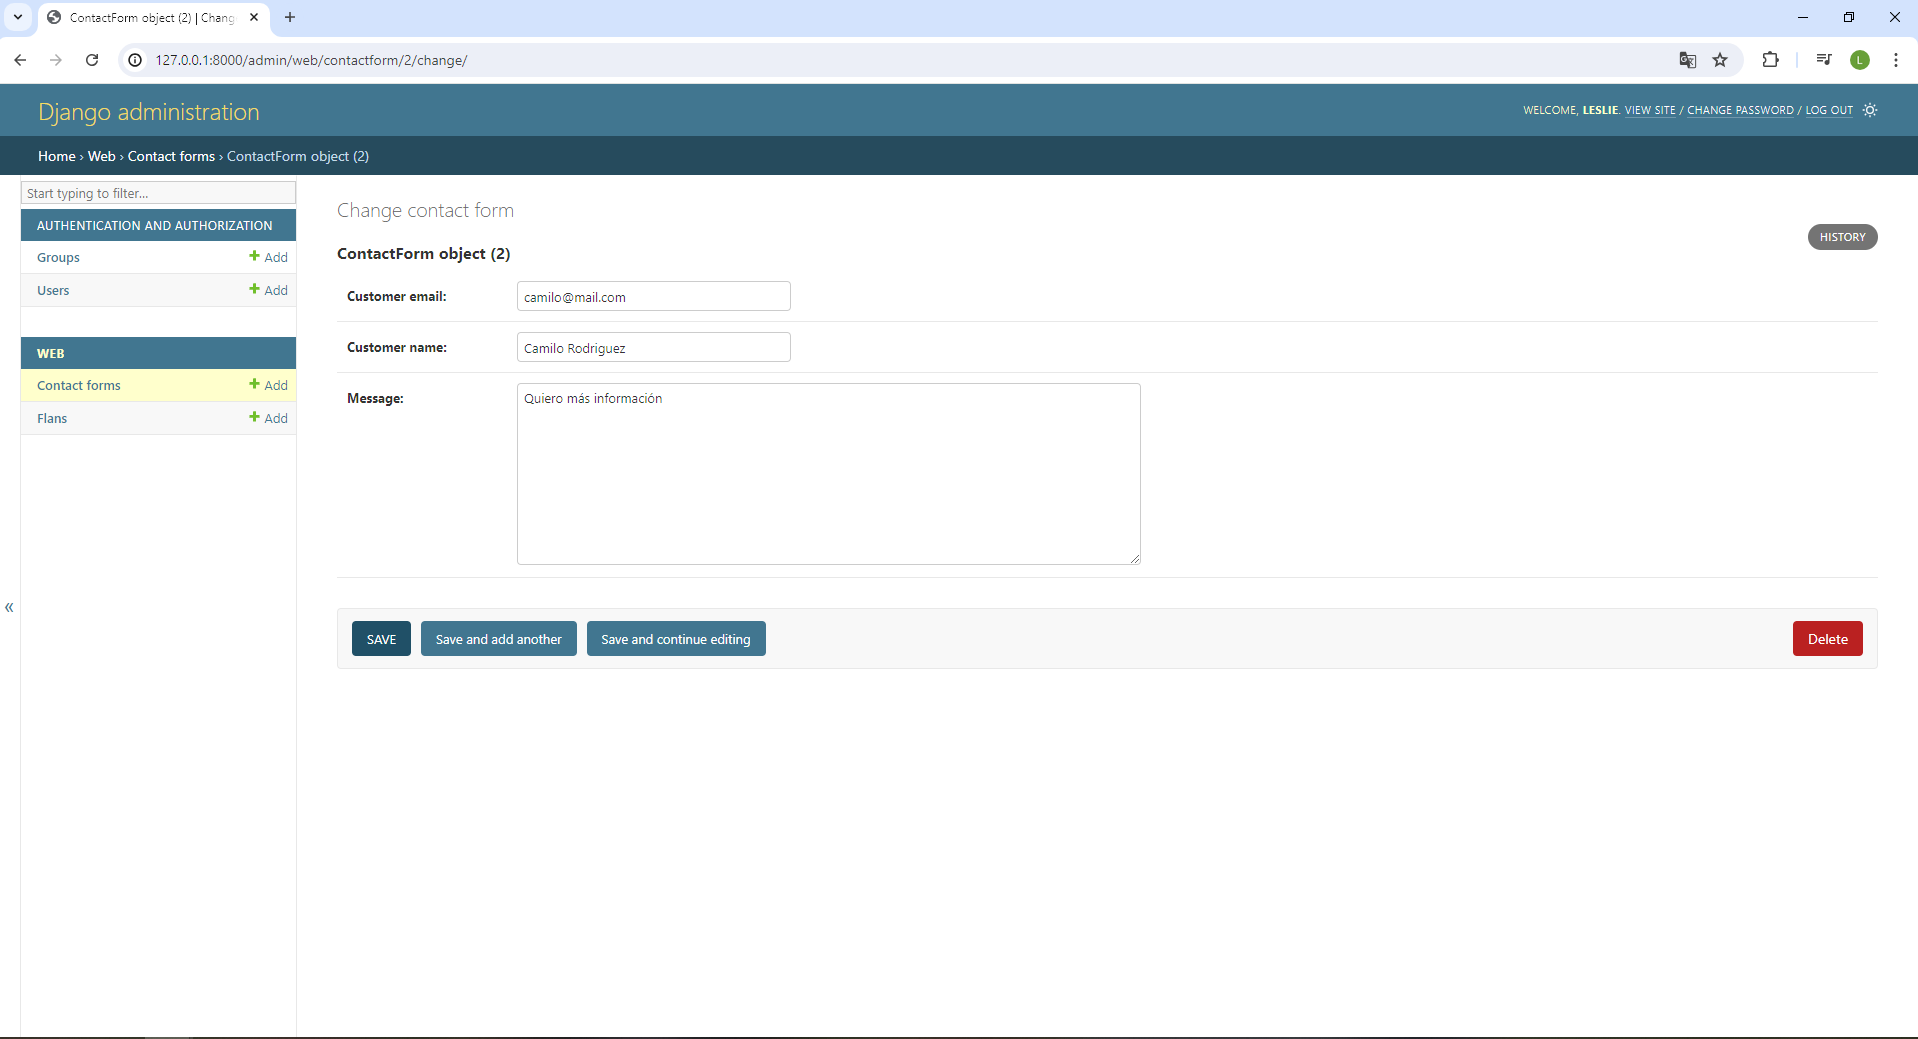 ContactForm object (2) | Chang
127.0.0.1:8000/admin/web/contactform/2/change/
L
Django administration
WELCOME, LESLIE. VIEW SITE / CHANGE PASSWORD / LOG OUT
Home › Web › Contact forms › ContactForm object (2)
Start typing to filter...
AUTHENTICATION AND AUTHORIZATION
Groups + Add
Users + Add
WEB
Contact forms + Add
Flans + Add
«
Change contact form
HISTORY
ContactForm object (2)
Customer email: camilo@mail.com
Customer name: Camilo Rodriguez
Message: Quiero más información
SAVE Save and add another Save and continue editing Delete